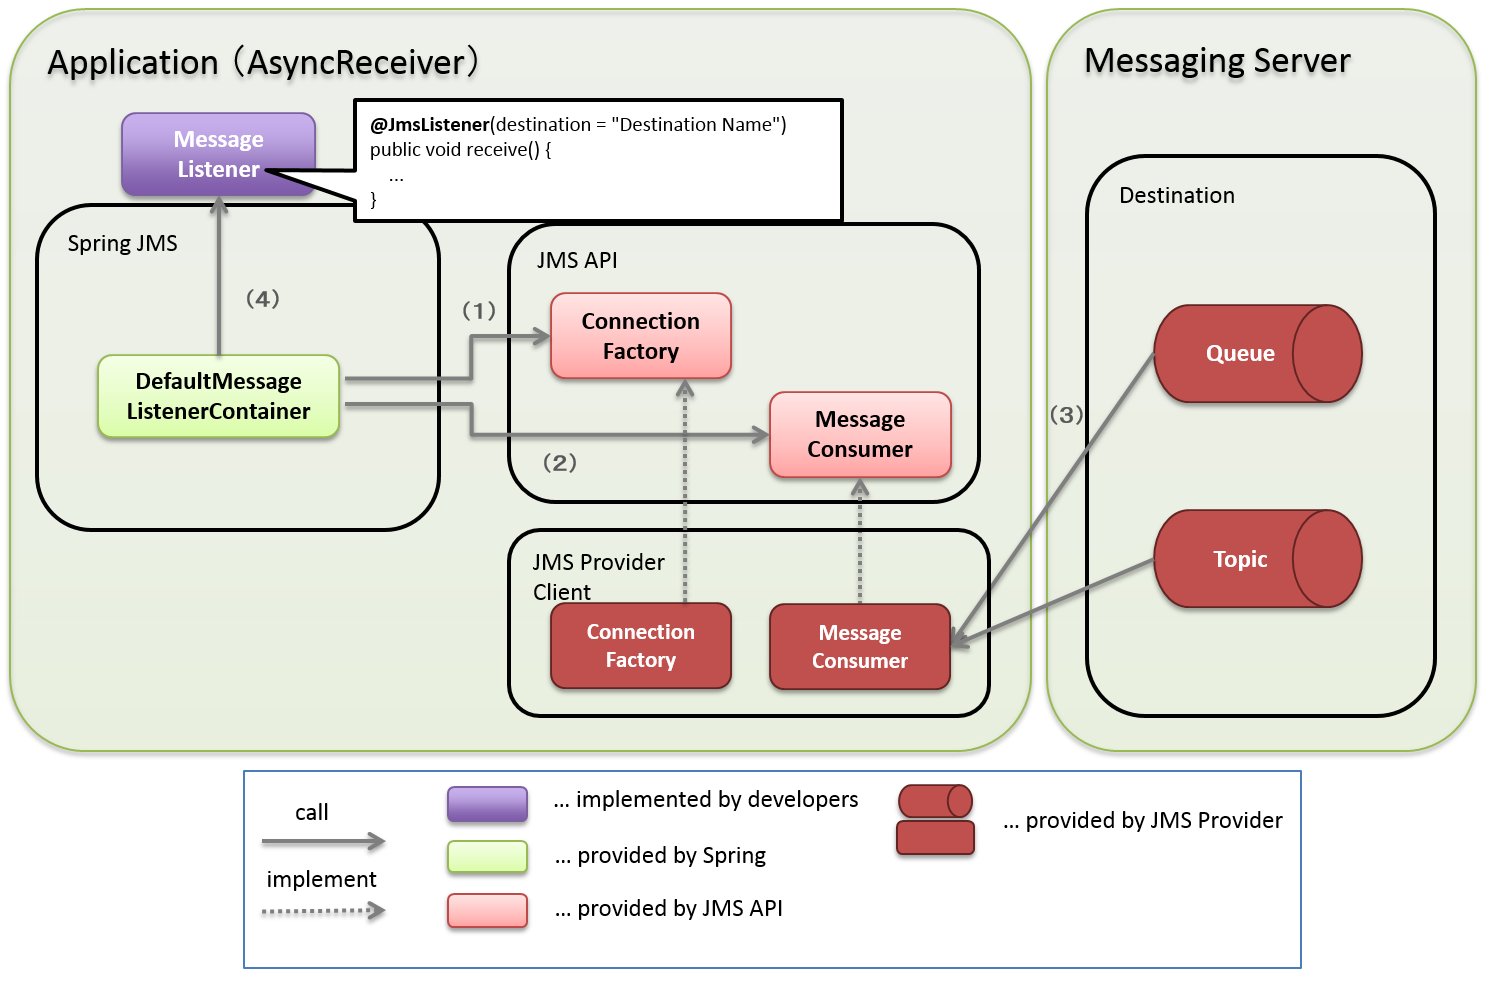 Application （AsyncReceiver）
Messaging Server
Message
Listener
@JmsListener(destination = "Destination Name")
public void receive() {
...
}
Spring JMS
(4)
DefaultMessage
ListenerContainer
(1)
(2)
JMS API
Connection
Factory
Message
Consumer
JMS Provider
Client
Connection
Factory
Message
Consumer
(3)
Destination
Queue
Topic
call
implement
... implemented by developers
... provided by Spring
... provided by JMS API
... provided by JMS Provider